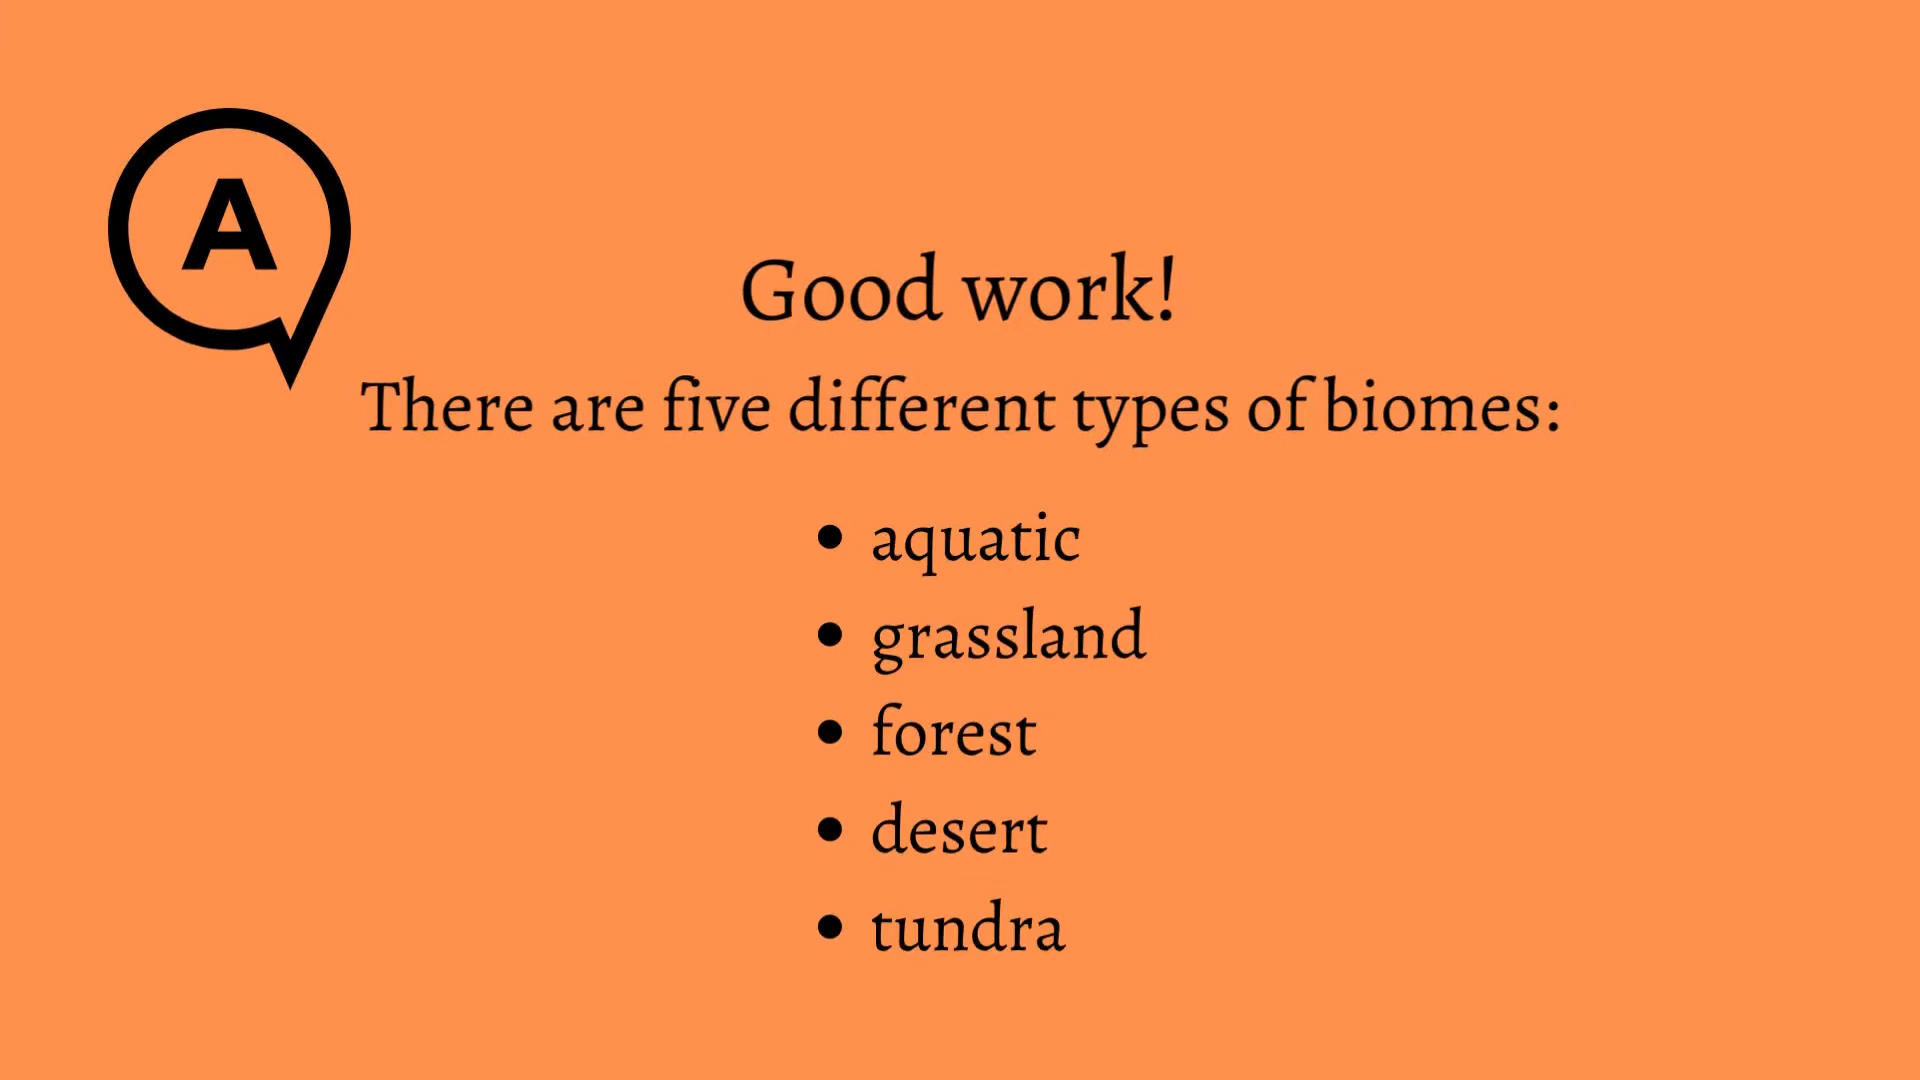 A
Good work!
There are five different types of biomes:
• aquatic
• grassland
• forest
• desert
• tundra